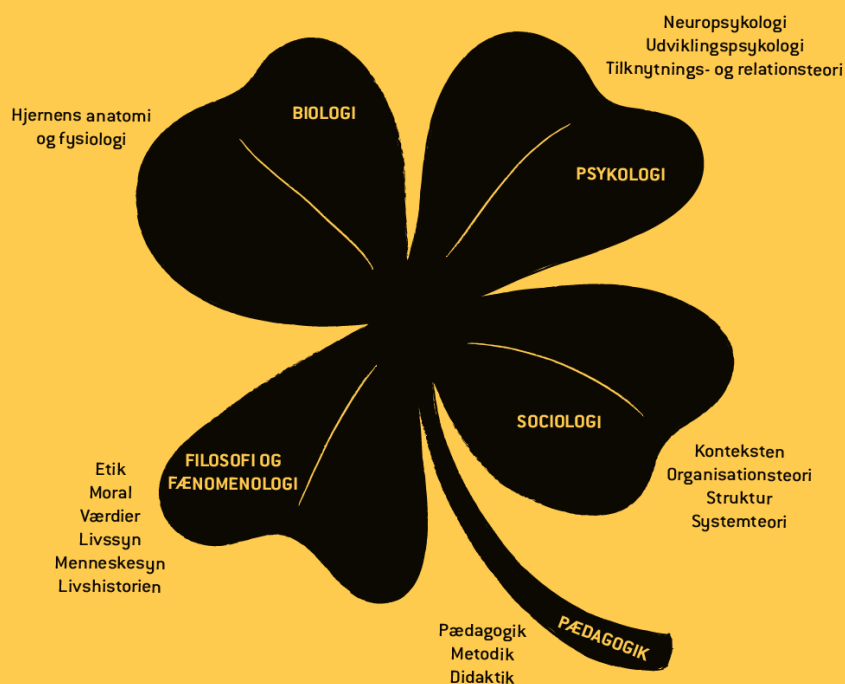 Neuropsykologi
Udviklingspsykologi
Tilknytnings- og relationsteori
Hjernens anatomi
og fysiologi
BIOLOGI
PSYKOLOGI
SOCIOLOGI
Konteksten
Organisationsteori
Struktur
Systemteori
FILOSOFI OG
FÆNOMENOLOGI
Etik
Moral
Værdier
Livssyn
Menneskesyn
Livshistorien
PÆDAGOGIK
Pædagogik
Metodik
Didaktik